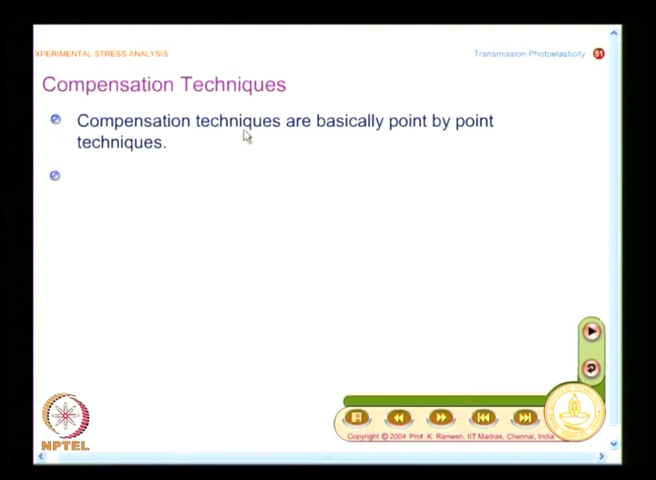 XPERIMENTAL STRESS ANALYSIS
Transmission Photoelasticity 51
Compensation Techniques
Compensation techniques are basically point by point
techniques.
NPTEL
Copyright © 2004 Prof. K. Ramesh, IIT Madras, Chennai, India